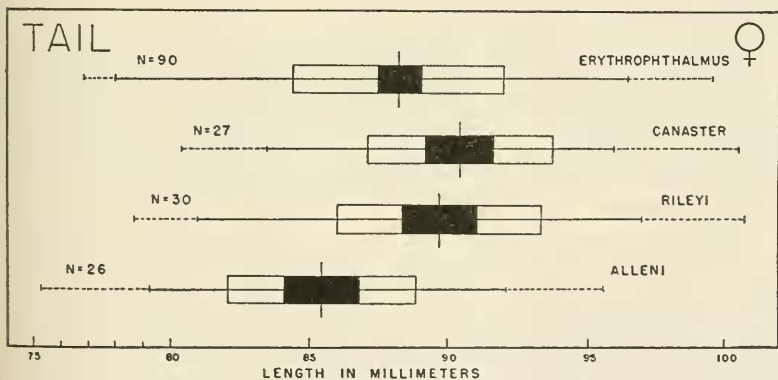 TAIL
♀
N=90 ERYTHROPHTHALMUS
N=27 CANASTER
N=30 RILEYI
N=26 ALLENI
75 80 85 90 95 100
LENGTH IN MILLIMETERS